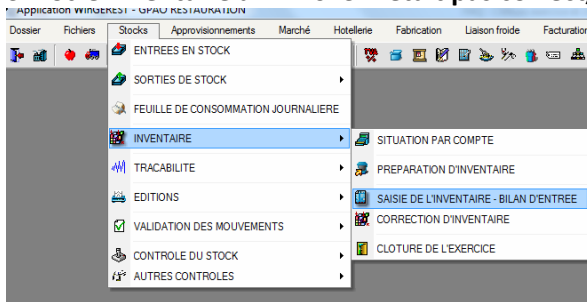 Application WinGEREST - GPAO RESTAURATION
Dossier Fichiers Stocks Approvisionnements Marché Hotellerie Fabrication Liaison froide Facturation
ENTREES EN STOCK
SORTIES DE STOCK
FEUILLE DE CONSOMMATION JOURNALIERE
INVENTAIRE
SITUATION PAR COMPTE
TRACABILITE
PREPARATION D'INVENTAIRE
EDITIONS
SAISIE DE L'INVENTAIRE - BILAN D'ENTREE
VALIDATION DES MOUVEMENTS
CORRECTION D'INVENTAIRE
CONTROLE DU STOCK
CLOTURE DE L'EXERCICE
AUTRES CONTROLES